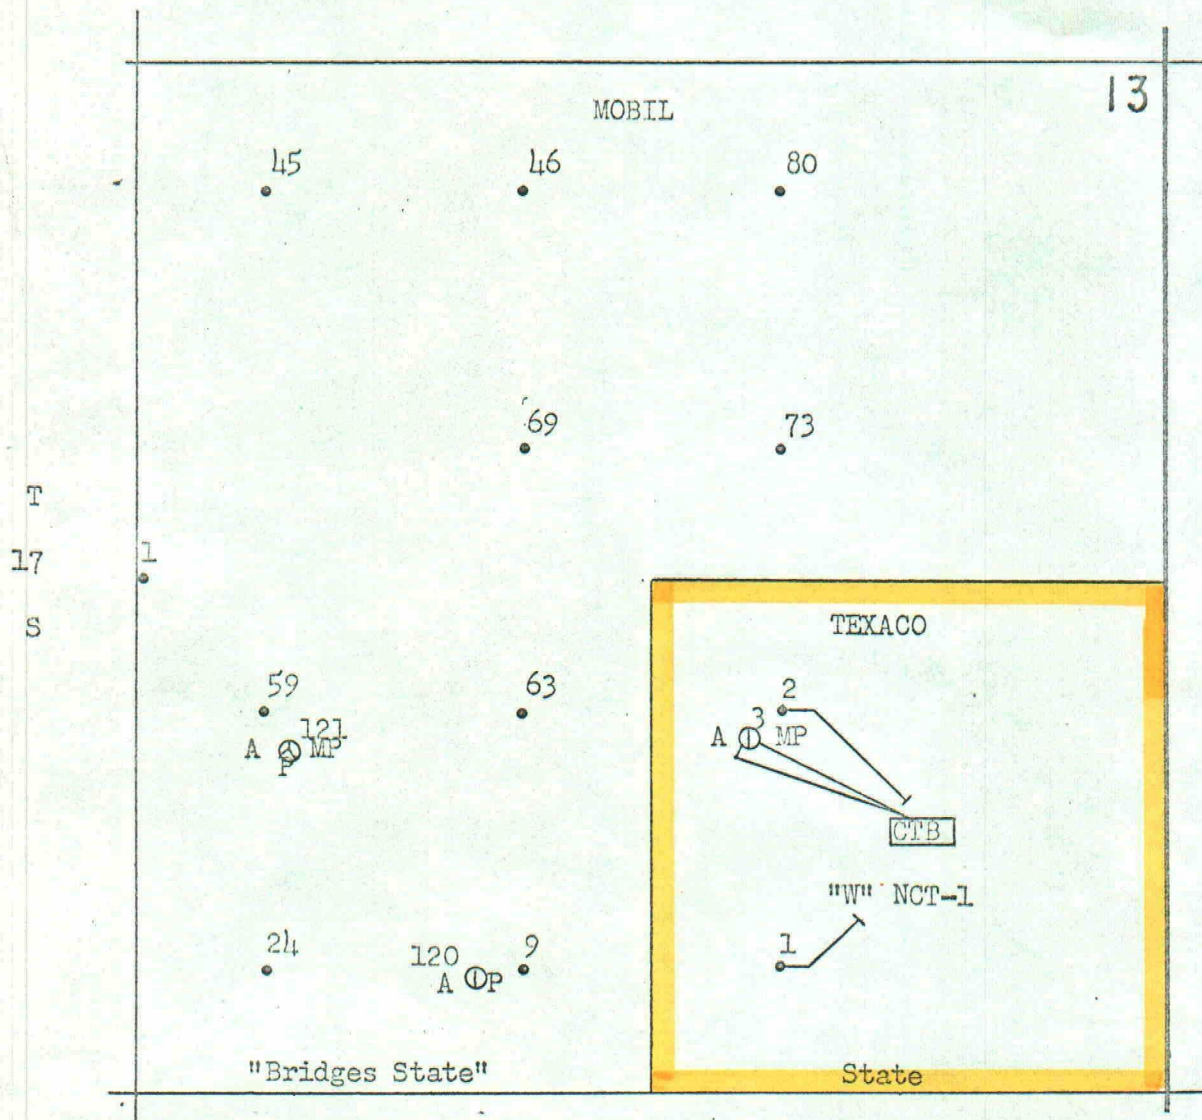 13
MOBIL
45
46
80
69
73
T
17
S
1
TEXACO
59
63
2
121
A
MP
P
3
A
MP
CTB
"W" NCT-1
24
120
A
P
9
1
"Bridges State"
State